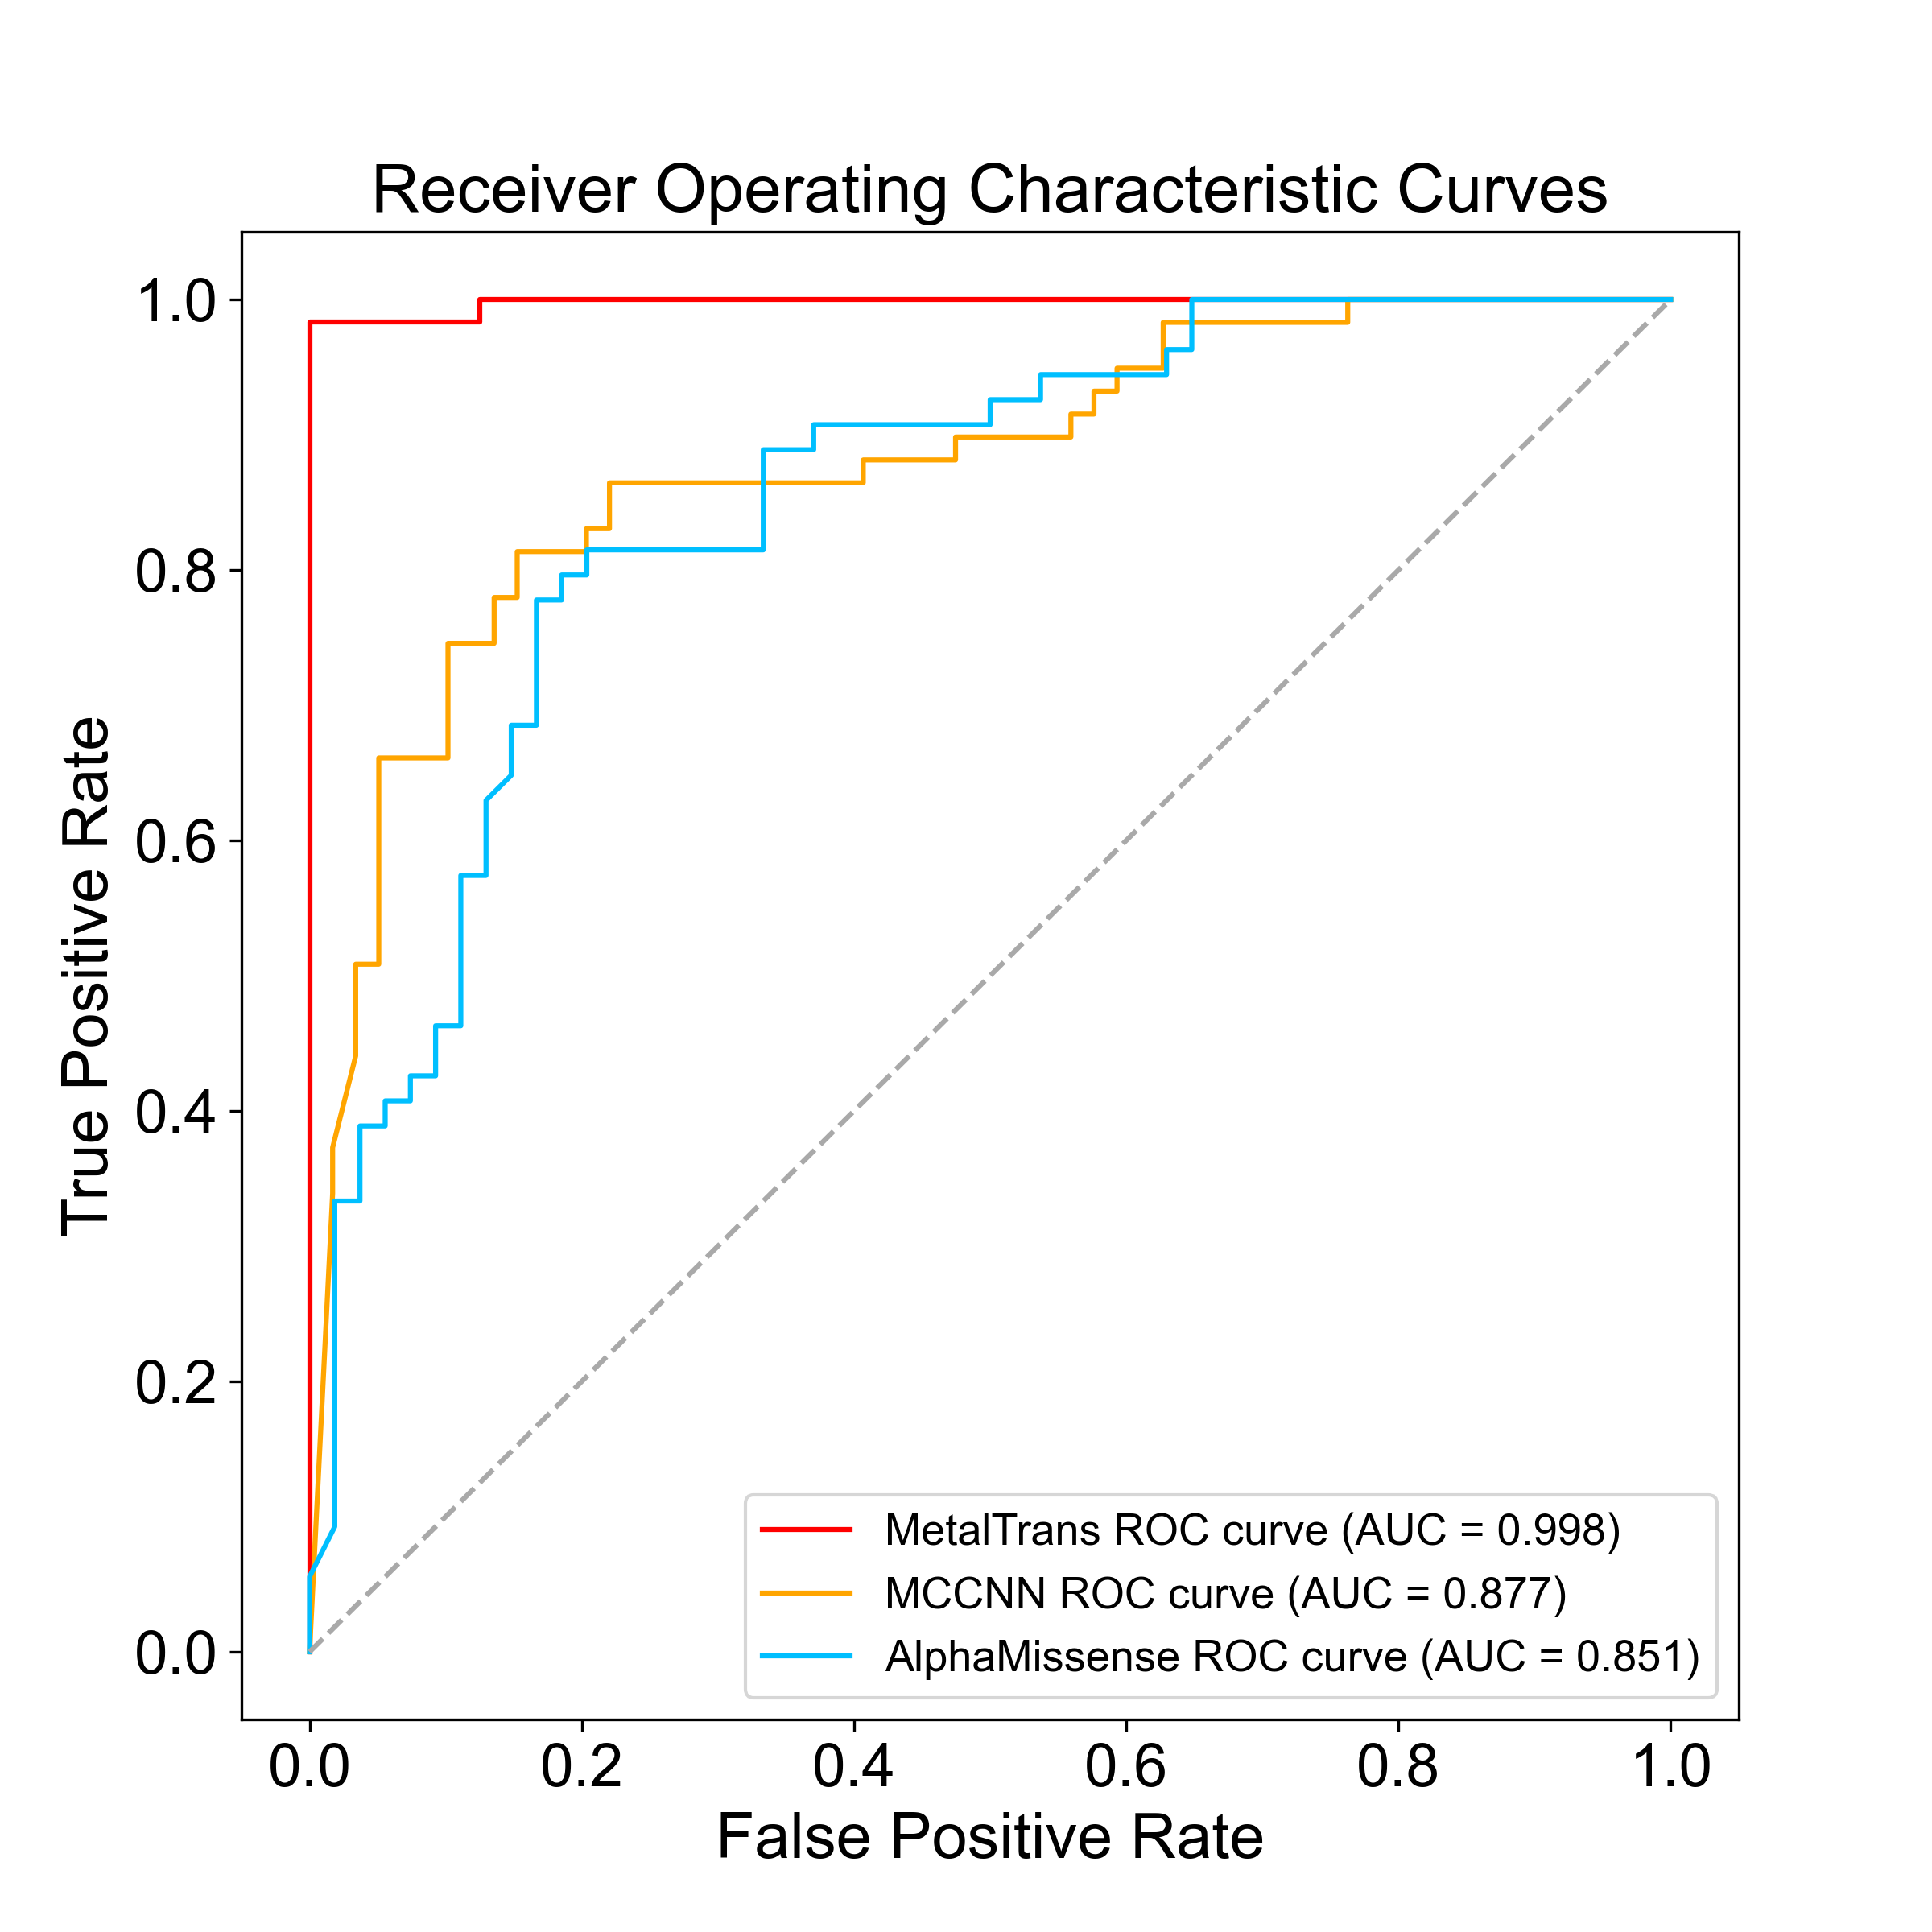 Receiver Operating Characteristic Curves
1.0
0.8
0.6
0.4
0.2
0.0
True Positive Rate
MetalTrans ROC curve (AUC = 0.998)
MCCNN ROC curve (AUC = 0.877)
AlphaMissense ROC curve (AUC = 0.851)
0.0 0.2 0.4 0.6 0.8 1.0
False Positive Rate